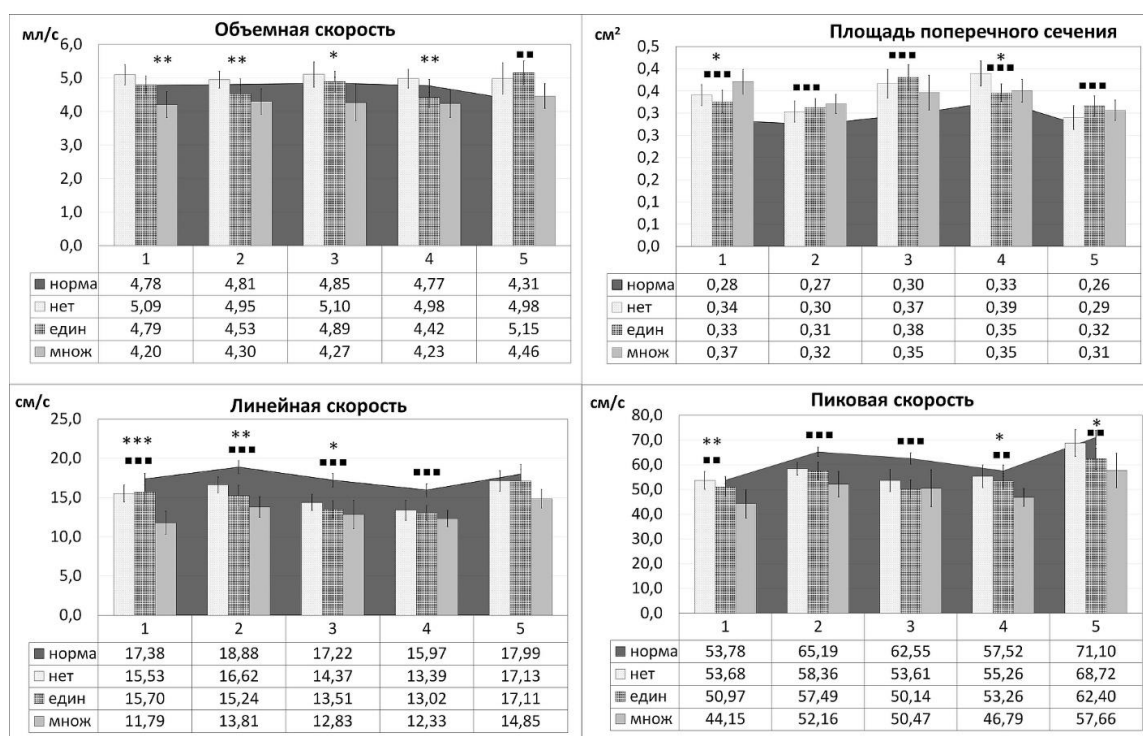 Объемная скорость
мл/с
6,0
5,0
4,0
3,0
2,0
1,0
0,0
** ** * ** ■■
1 2 3 4 5
норма 4,78 4,81 4,85 4,77 4,31
нет 5,09 4,95 5,10 4,98 4,98
един 4,79 4,53 4,89 4,42 5,15
множ 4,20 4,30 4,27 4,23 4,46
Площадь поперечного сечения
см²
0,5
0,4
0,4
0,3
0,3
0,2
0,2
0,1
0,1
0,0
* *
■■■ ■■■ ■■■ ■■■ ■■■
1 2 3 4 5
норма 0,28 0,27 0,30 0,33 0,26
нет 0,34 0,30 0,37 0,39 0,29
един 0,33 0,31 0,38 0,35 0,32
множ 0,37 0,32 0,35 0,35 0,31
Линейная скорость
см/с
25,0
20,0
15,0
10,0
5,0
0,0
*** ** *
■■■ ■■■ ■■■ ■■■
1 2 3 4 5
норма 17,38 18,88 17,22 15,97 17,99
нет 15,53 16,62 14,37 13,39 17,13
един 15,70 15,24 13,51 13,02 17,11
множ 11,79 13,81 12,83 12,33 14,85
Пиковая скорость
см/с
80,0
70,0
60,0
50,0
40,0
30,0
20,0
10,0
0,0
** * *
■■ ■■■ ■■■ ■■ ■■
1 2 3 4 5
норма 53,78 65,19 62,55 57,52 71,10
нет 53,68 58,36 53,61 55,26 68,72
един 50,97 57,49 50,14 53,26 62,40
множ 44,15 52,16 50,47 46,79 57,66